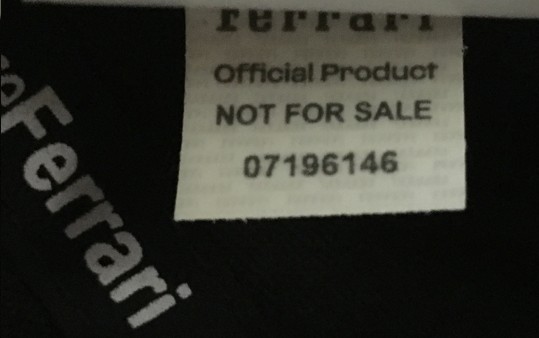 ferrari
Official Product
NOT FOR SALE
07196146
Ferrari